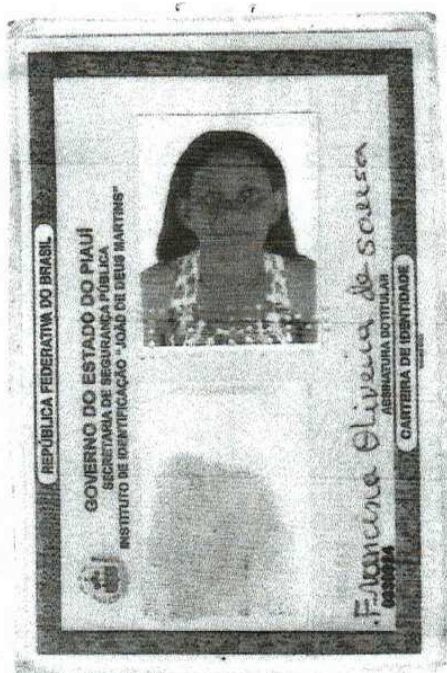 REPÚBLICA FEDERATIVA DO BRASIL
GOVERNO DO ESTADO DO PIAUÍ
SECRETARIA DE SEGURANÇA PÚBLICA
INSTITUTO DE IDENTIFICAÇÃO "JOÃO DE DEUS MARTINS"
Francisca Oliveira de Sousa
ASSINATURA DO TITULAR
CARTEIRA DE IDENTIDADE